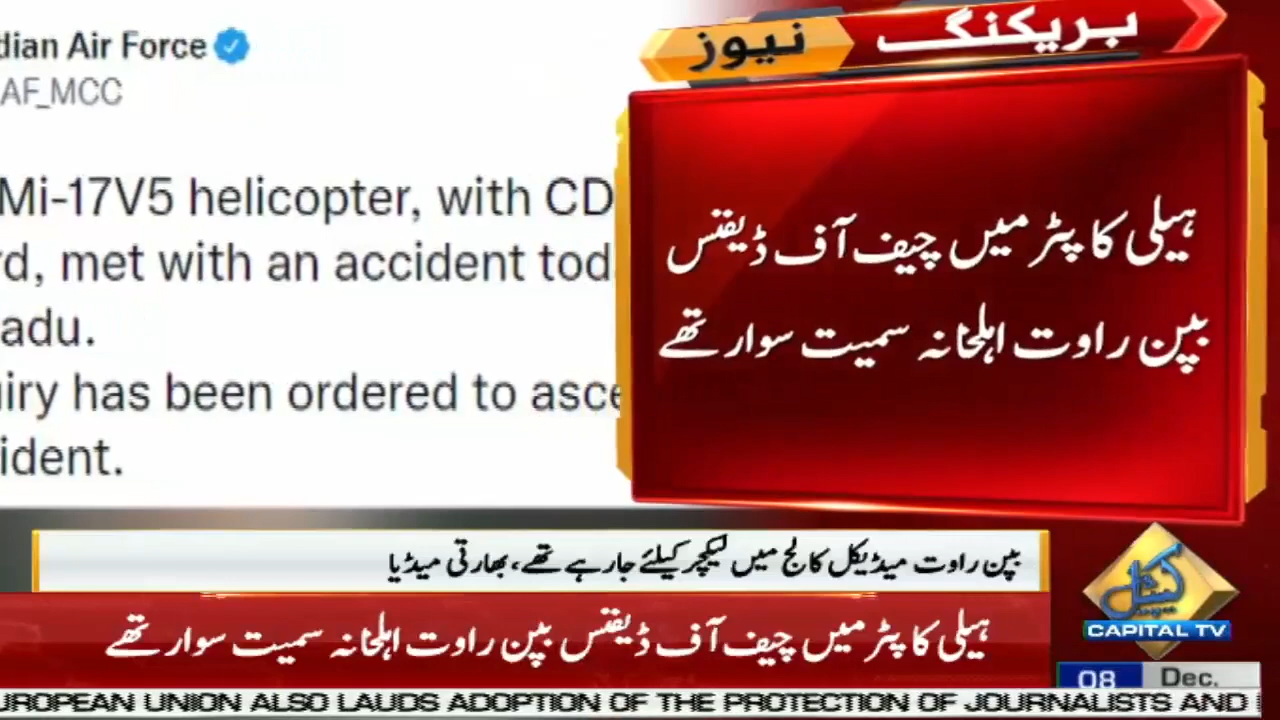 dian Air Force
AF_MCC
Mi-17V5 helicopter, with CD
rd, met with an accident tod
adu.
uiry has been ordered to asce
ident.
بریکنگ نیوز
ہیلی کاپٹر میں چیف آف ڈیفنس
بپن راوت اہلخانہ سمیت سوار تھے
بپن راوت میڈیکل کالج میں لیکچر کیلئے جارہے تھے، بھارتی میڈیا
ہیلی کاپٹر میں چیف آف ڈیفنس بپن راوت اہلخانہ سمیت سوار تھے
کیپیٹل
CAPITAL TV
08 Dec.
UROPEAN UNION ALSO LAUDS ADOPTION OF THE PROTECTION OF JOURNALISTS AND